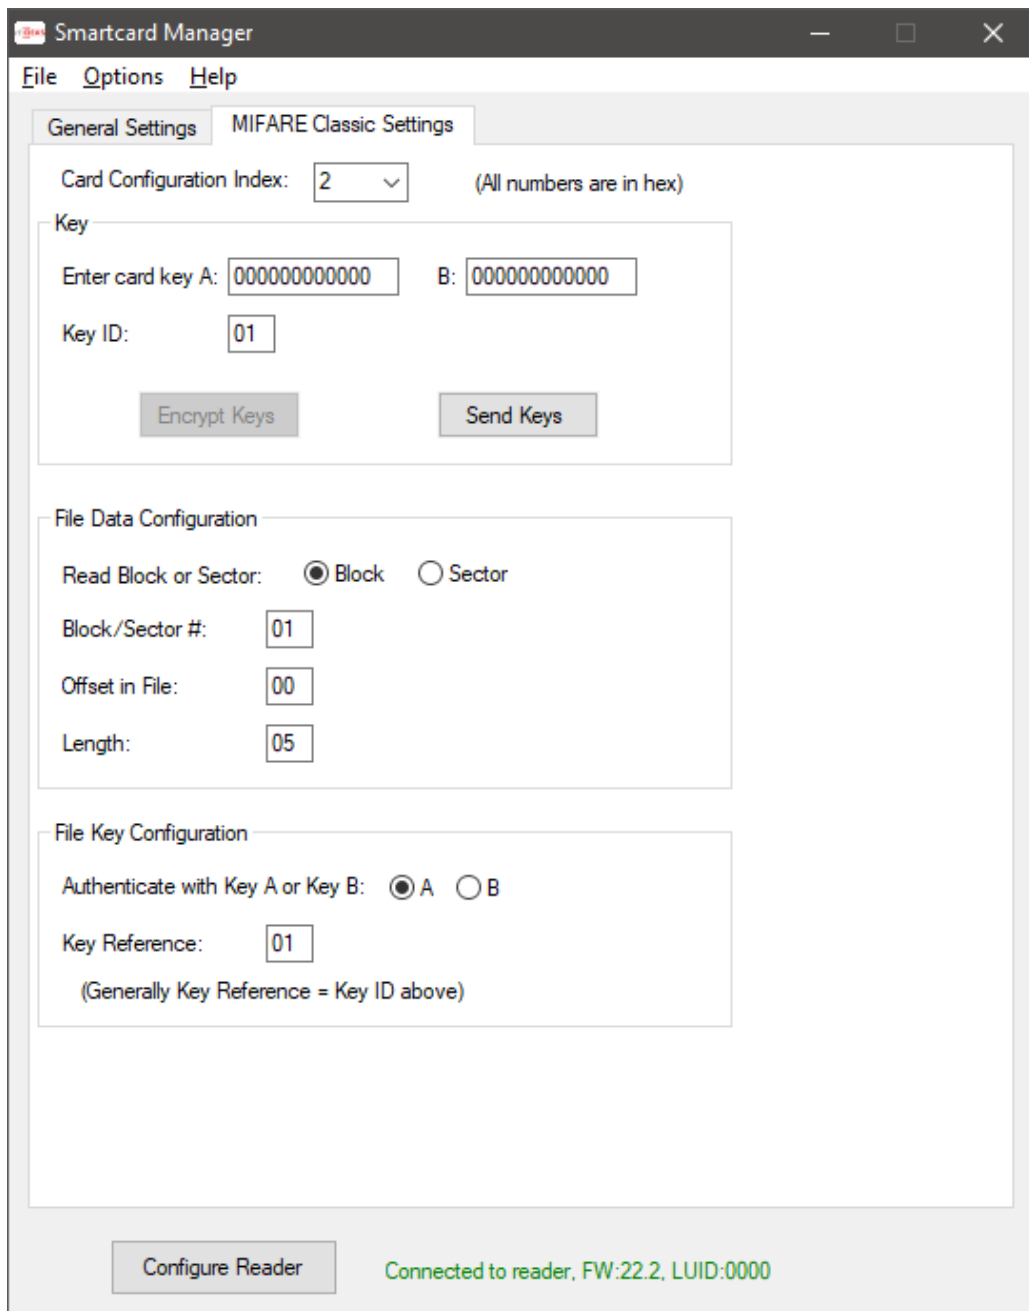 Smartcard Manager
File Options Help
General Settings MIFARE Classic Settings
Card Configuration Index: 2 (All numbers are in hex)
Key
Enter card key A: 000000000000 B: 000000000000
Key ID: 01
Encrypt Keys Send Keys
File Data Configuration
Read Block or Sector: Block Sector
Block/Sector #: 01
Offset in File: 00
Length: 05
File Key Configuration
Authenticate with Key A or Key B: A B
Key Reference: 01
(Generally Key Reference = Key ID above)
Configure Reader Connected to reader, FW:22.2, LUID:0000